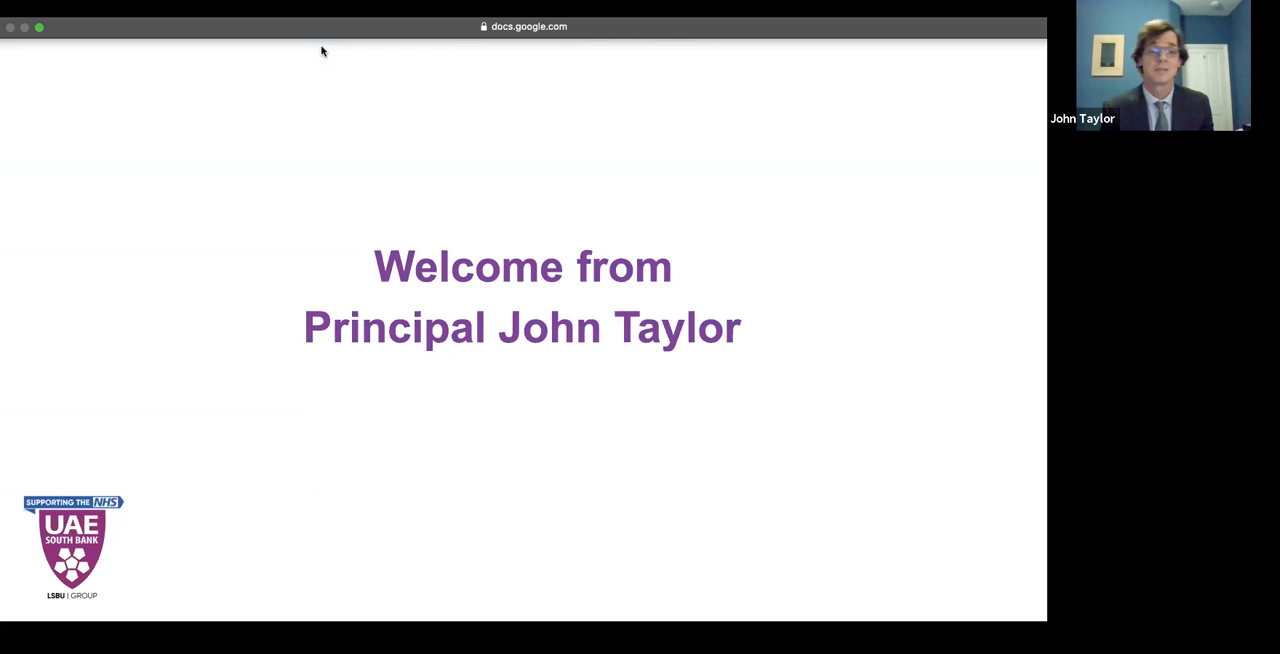 docs.google.com
John Taylor
Welcome from
Principal John Taylor
SUPPORTING THE NHS
UAE
SOUTH BANK
LSBU | GROUP